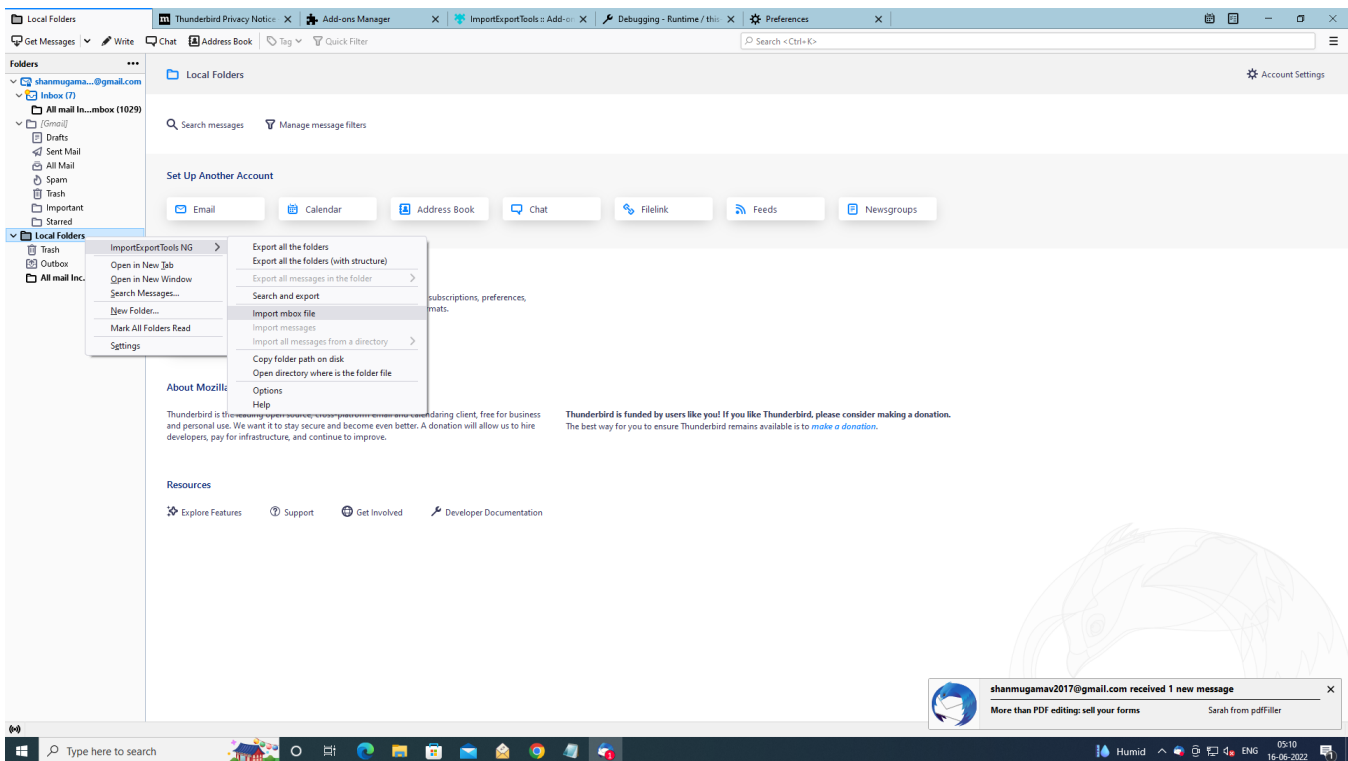 Local Folders
Thunderbird Privacy Notice
Add-ons Manager
ImportExportTools :: Add-on
Debugging - Runtime / this
Preferences
Get Messages
Write
Chat
Address Book
Tag
Quick Filter
Search <Ctrl+K>
Folders
shanmugama...@gmail.com
Inbox (7)
All mail In...mbox (1029)
[Gmail]
Drafts
Sent Mail
All Mail
Spam
Trash
Important
Starred
Local Folders
Trash
Outbox
All mail Inc.
Local Folders
Account Settings
Search messages
Manage message filters
Set Up Another Account
Email
Calendar
Address Book
Chat
Filelink
Feeds
Newsgroups
ImportExportTools NG
Open in New Tab
Open in New Window
Search Messages...
New Folder...
Mark All Folders Read
Settings
Export all the folders
Export all the folders (with structure)
Export all messages in the folder
Search and export
Import mbox file
Import messages
Import all messages from a directory
Copy folder path on disk
Open directory where is the folder file
Options
Help
subscriptions, preferences,
mats.
About Mozilla
Thunderbird is the leading open source, cross-platform email and calendaring client, free for business
and personal use. We want it to stay secure and become even better. A donation will allow us to hire
developers, pay for infrastructure, and continue to improve.
Thunderbird is funded by users like you! If you like Thunderbird, please consider making a donation.
The best way for you to ensure Thunderbird remains available is to make a donation.
Resources
Explore Features
Support
Get Involved
Developer Documentation
shanmugamav2017@gmail.com received 1 new message
More than PDF editing: sell your forms
Sarah from pdfFiller
Type here to search
Humid
ENG
05:10
16-06-2022